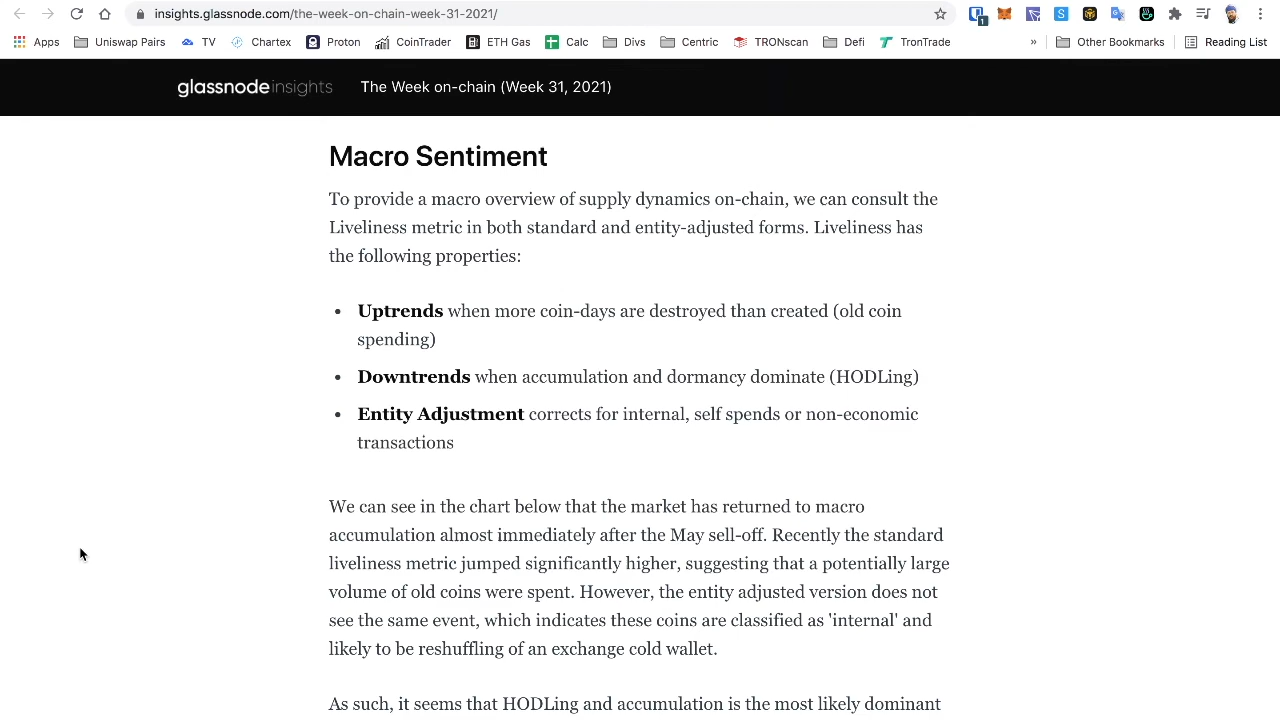 insights.glassnode.com/the-week-on-chain-week-31-2021/
1
S
Apps Uniswap Pairs TV Chartex Proton CoinTrader ETH Gas Calc Divs Centric TRONscan Defi TronTrade » Other Bookmarks Reading List
glassnodeinsights The Week on-chain (Week 31, 2021)
Macro Sentiment
To provide a macro overview of supply dynamics on-chain, we can consult the
Liveliness metric in both standard and entity-adjusted forms. Liveliness has
the following properties:
• Uptrends when more coin-days are destroyed than created (old coin
spending)
• Downtrends when accumulation and dormancy dominate (HODLing)
• Entity Adjustment corrects for internal, self spends or non-economic
transactions
We can see in the chart below that the market has returned to macro
accumulation almost immediately after the May sell-off. Recently the standard
liveliness metric jumped significantly higher, suggesting that a potentially large
volume of old coins were spent. However, the entity adjusted version does not
see the same event, which indicates these coins are classified as 'internal' and
likely to be reshuffling of an exchange cold wallet.
As such, it seems that HODLing and accumulation is the most likely dominant